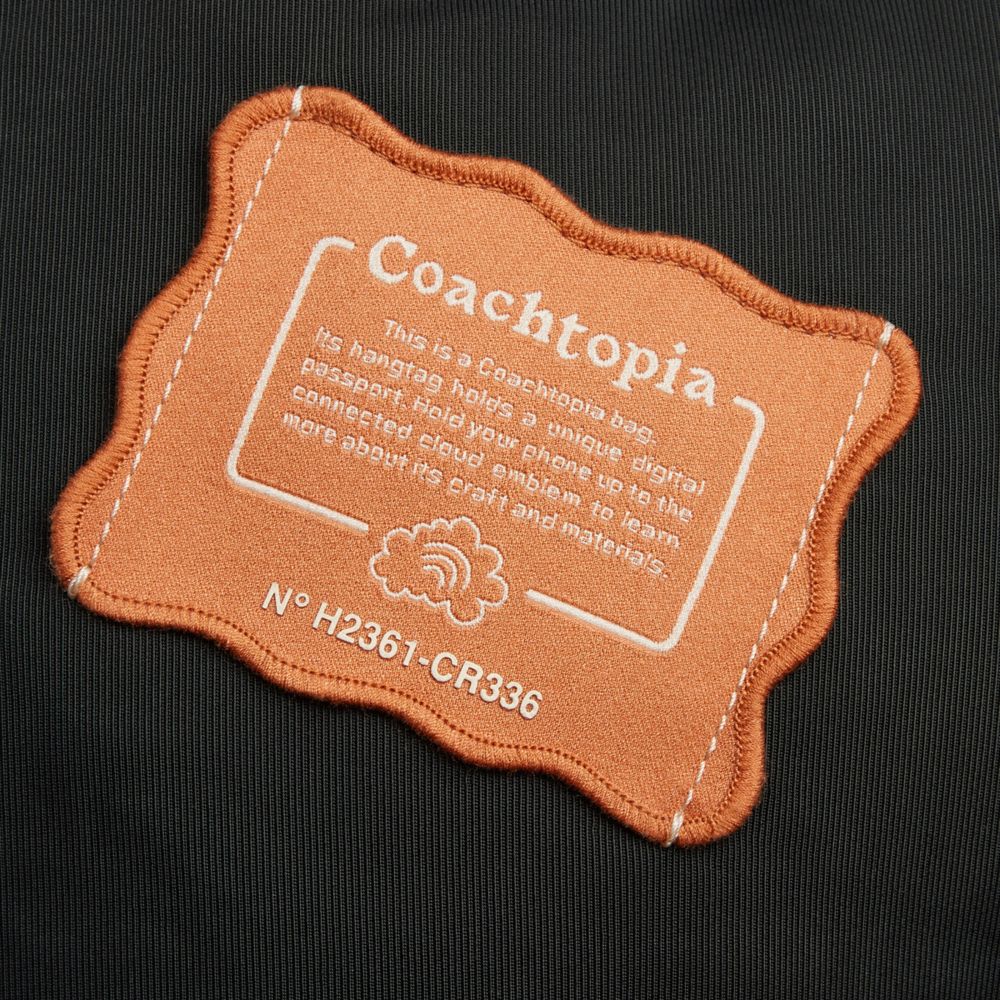 Coachtopia
This is a Coachtopia bag.
Its hangtag holds a unique digital
passport. Hold your phone up to the
connected cloud emblem to learn
more about its craft and materials.
N° H2361-CR336